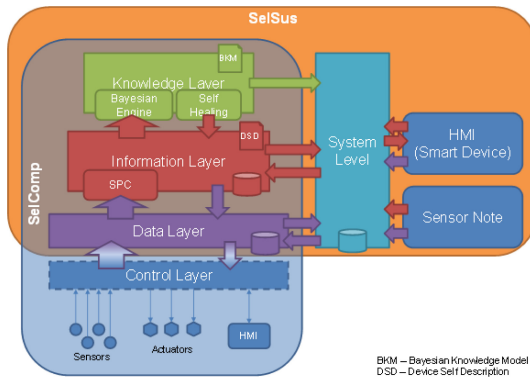 SelSus
BKM
Knowledge Layer
Bayesian
Engine
Self
Healing
DSD
Information Layer
SPC
System
Level
HMI
(Smart Device)
Sensor Note
SelComp
Data Layer
Control Layer
Sensors
Actuators
HMI
BKM – Bayesian Knowledge Model
DSD – Device Self Description